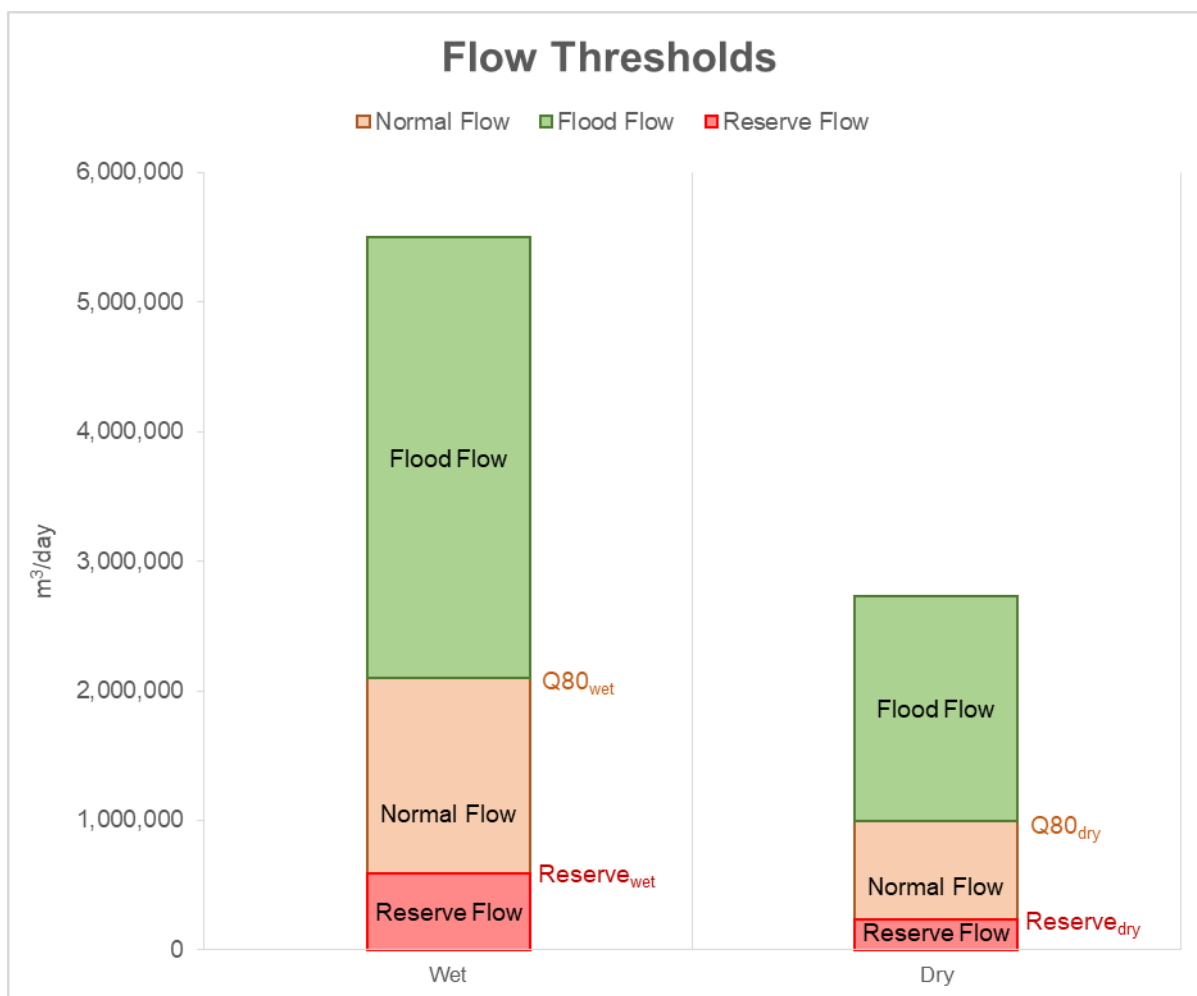 Flow Thresholds
Normal Flow Flood Flow Reserve Flow
6,000,000
5,000,000
4,000,000
3,000,000
2,000,000
1,000,000
0
m³/day
Flood Flow
Q80wet
Normal Flow
Reservewet
Reserve Flow
Wet
Flood Flow
Q80dry
Normal Flow
Reservedry
Reserve Flow
Dry